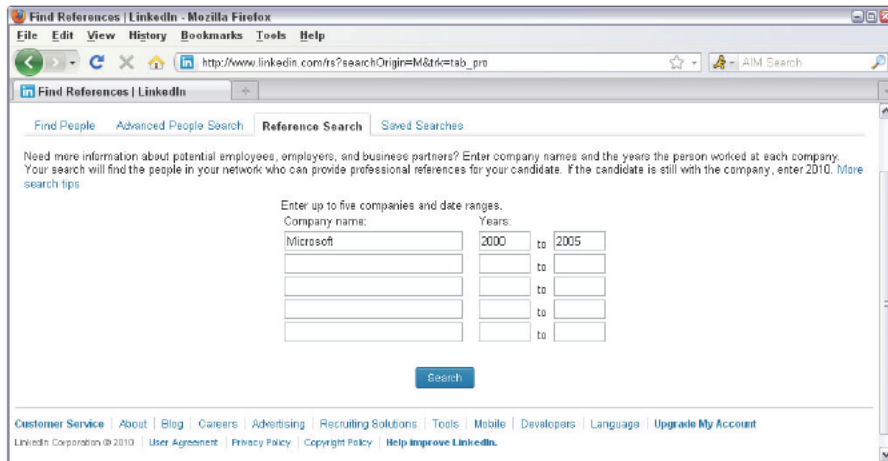 Find References | LinkedIn - Mozilla Firefox
File Edit View History Bookmarks Tools Help
http://www.linkedin.com/rs?searchOrigin=M&trk=tab_pro AIM Search
Find References | LinkedIn
Find People Advanced People Search Reference Search Saved Searches
Need more information about potential employees, employers, and business partners? Enter company names and the years the person worked at each company.
Your search will find the people in your network who can provide professional references for your candidate. If the candidate is still with the company, enter 2010. More
search tips
Enter up to five companies and date ranges.
Company name: Years:
Microsoft 2000 to 2005
to
to
to
to
Search
Customer Service | About | Blog | Careers | Advertising | Recruiting Solutions | Tools | Mobile | Developers | Language | Upgrade My Account
LinkedIn Corporation © 2010 | User Agreement | Privacy Policy | Copyright Policy | Help improve LinkedIn.